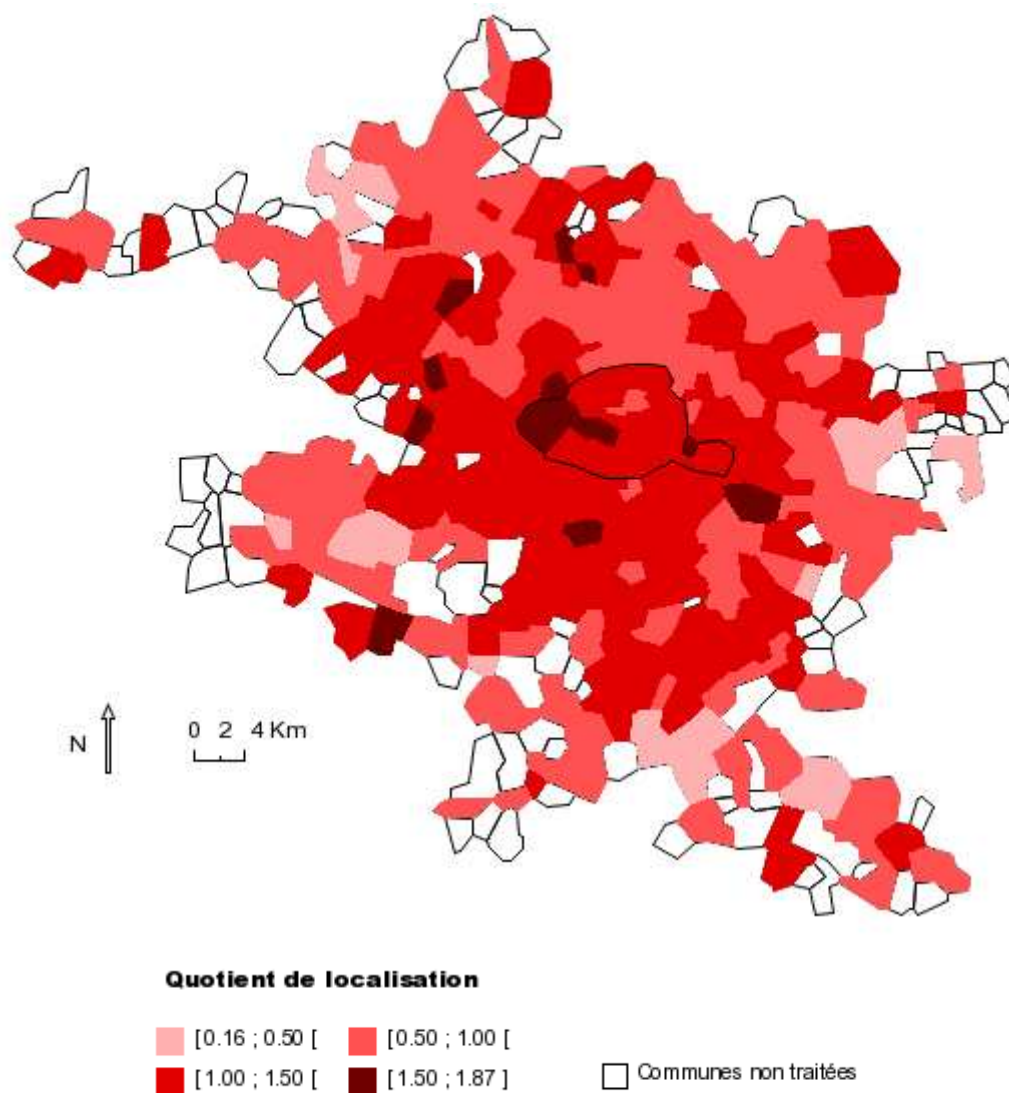 N
0 2 4 Km
Quotient de localisation
[0.16 ; 0.50 [
[0.50 ; 1.00 [
[1.00 ; 1.50 [
[1.50 ; 1.87 ]
Communes non traitées